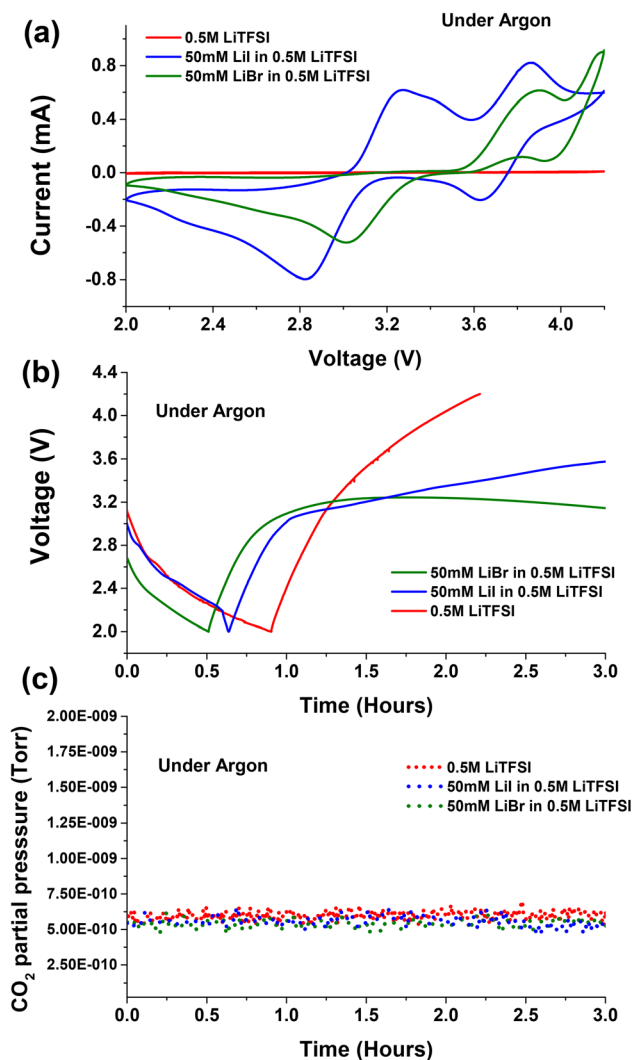 (a)
Under Argon
0.5M LiTFSI
50mM LiI in 0.5M LiTFSI
50mM LiBr in 0.5M LiTFSI
0.8
0.4
0.0
-0.4
-0.8
Current (mA)
2.0 2.4 2.8 3.2 3.6 4.0
Voltage (V)
(b)
Under Argon
4.4
4.0
3.6
3.2
2.8
2.4
2.0
Voltage (V)
50mM LiBr in 0.5M LiTFSI
50mM LiI in 0.5M LiTFSI
0.5M LiTFSI
0.0 0.5 1.0 1.5 2.0 2.5 3.0
Time (Hours)
(c)
2.00E-009
1.75E-009
1.50E-009
1.25E-009
1.00E-009
7.50E-010
5.00E-010
2.50E-010
CO2 partial presssure (Torr)
Under Argon
0.5M LiTFSI
50mM LiI in 0.5M LiTFSI
50mM LiBr in 0.5M LiTFSI
0.0 0.5 1.0 1.5 2.0 2.5 3.0
Time (Hours)